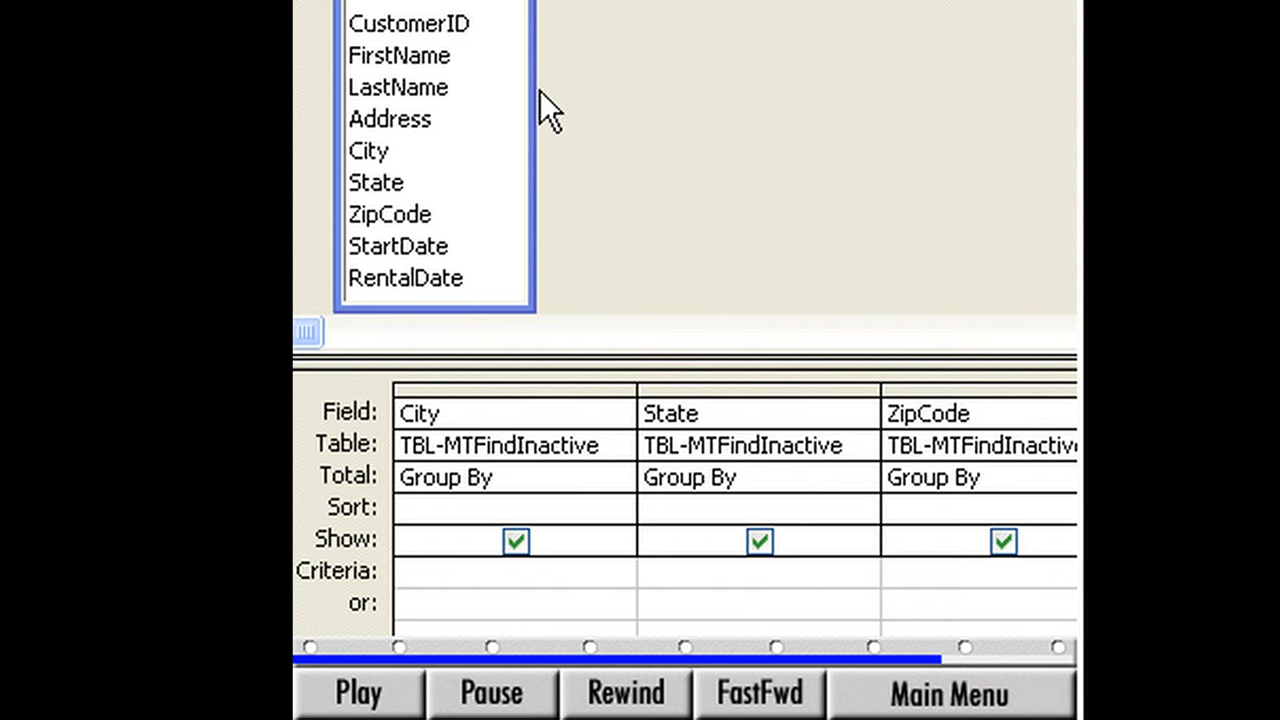 CustomerID
FirstName
LastName
Address
City
State
ZipCode
StartDate
RentalDate
Field: City State ZipCode
Table: TBL-MTFindInactive TBL-MTFindInactive TBL-MTFindInactiv
Total: Group By Group By Group By
Sort:
Show:
Criteria:
or:
Play Pause Rewind FastFwd Main Menu